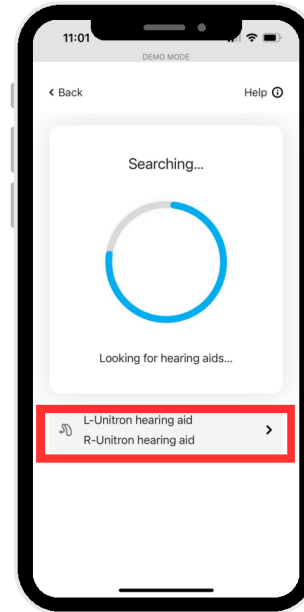 11:01
DEMO MODE
< Back
Help
Searching...
Looking for hearing aids...
L-Unitron hearing aid
R-Unitron hearing aid